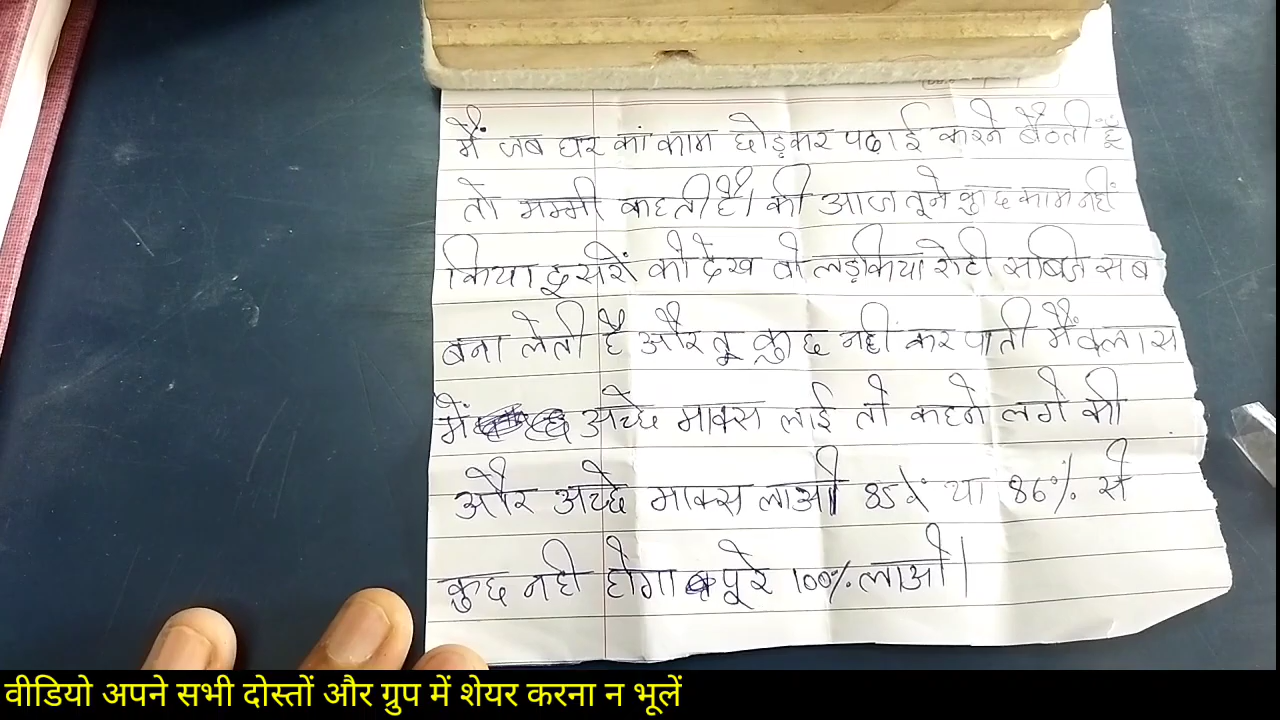 मैं जब घर का काम छोड़कर पढाई करने बैठती हूँ
तो मम्मी कहती है। की आज तूने कुछ काम नहीं
किया दूसरों को देख वो लड़किया रोटी सब्जि सब
बना लेती है और तू कुछ नहीं कर पाती मैं क्लास
में अच्छे माक्स लाई तो कहने लगे की
और अच्छे माक्स लाओ 85% या 86% से
कुछ नही होगा पूरे 100% लाओ।
वीडियो अपने सभी दोस्तों और ग्रुप में शेयर करना न भूलें